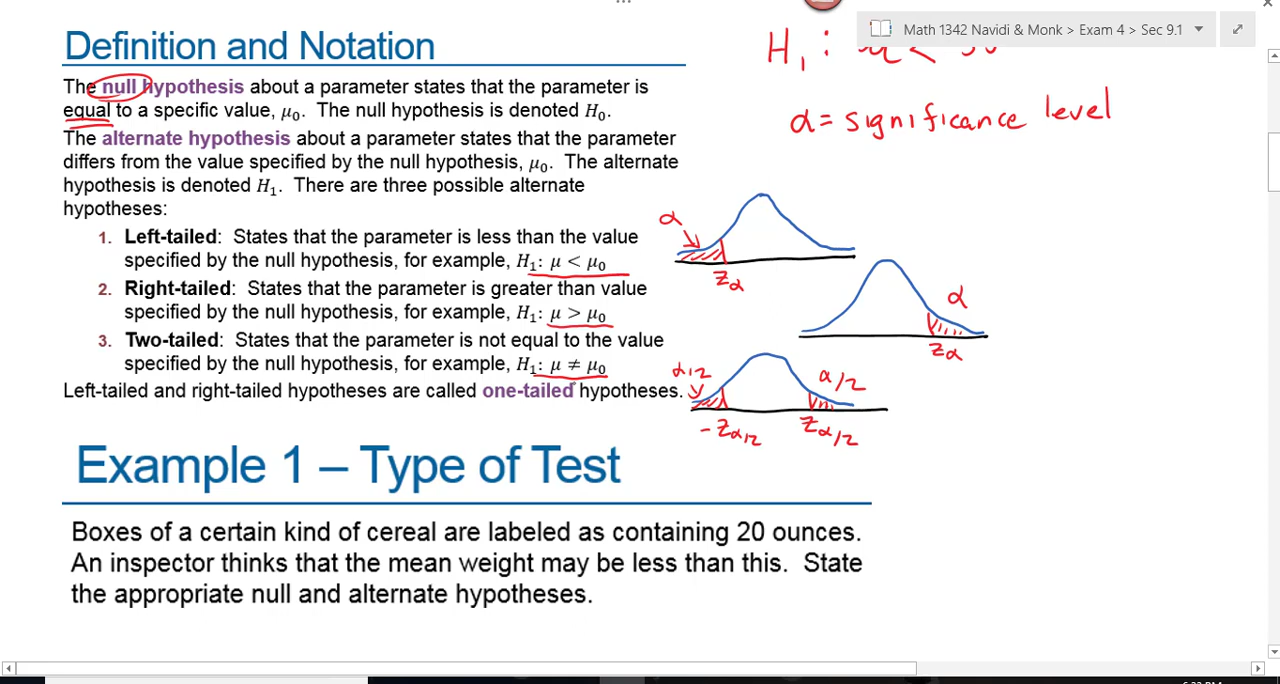 Math 1342 Navidi & Monk > Exam 4 > Sec 9.1
H₁ :
α = significance level
Definition and Notation
The null hypothesis about a parameter states that the parameter is
equal to a specific value, μ₀. The null hypothesis is denoted H₀.
The alternate hypothesis about a parameter states that the parameter
differs from the value specified by the null hypothesis, μ₀. The alternate
hypothesis is denoted H₁. There are three possible alternate
hypotheses:
1. Left-tailed: States that the parameter is less than the value
specified by the null hypothesis, for example, H₁: μ < μ₀
2. Right-tailed: States that the parameter is greater than value
specified by the null hypothesis, for example, H₁: μ > μ₀
3. Two-tailed: States that the parameter is not equal to the value
specified by the null hypothesis, for example, H₁: μ ≠ μ₀
Left-tailed and right-tailed hypotheses are called one-tailed hypotheses.
α
zα
α
zα
α/2
α/2
-zα/2
zα/2
Example 1 – Type of Test
Boxes of a certain kind of cereal are labeled as containing 20 ounces.
An inspector thinks that the mean weight may be less than this. State
the appropriate null and alternate hypotheses.